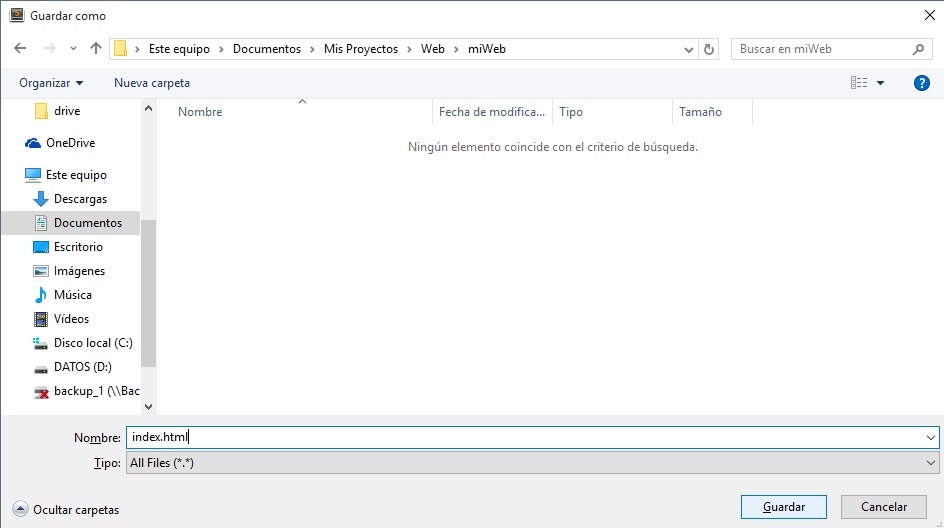 Guardar como
Este equipo > Documentos > Mis Proyectos > Web > miWeb
Buscar en miWeb
Organizar
Nueva carpeta
Nombre
Fecha de modifica...
Tipo
Tamaño
Ningún elemento coincide con el criterio de búsqueda.
drive
OneDrive
Este equipo
Descargas
Documentos
Escritorio
Imágenes
Música
Vídeos
Disco local (C:)
DATOS (D:)
backup_1 (\\Bac
Nombre: index.html
Tipo: All Files (*.*)
Ocultar carpetas
Guardar
Cancelar